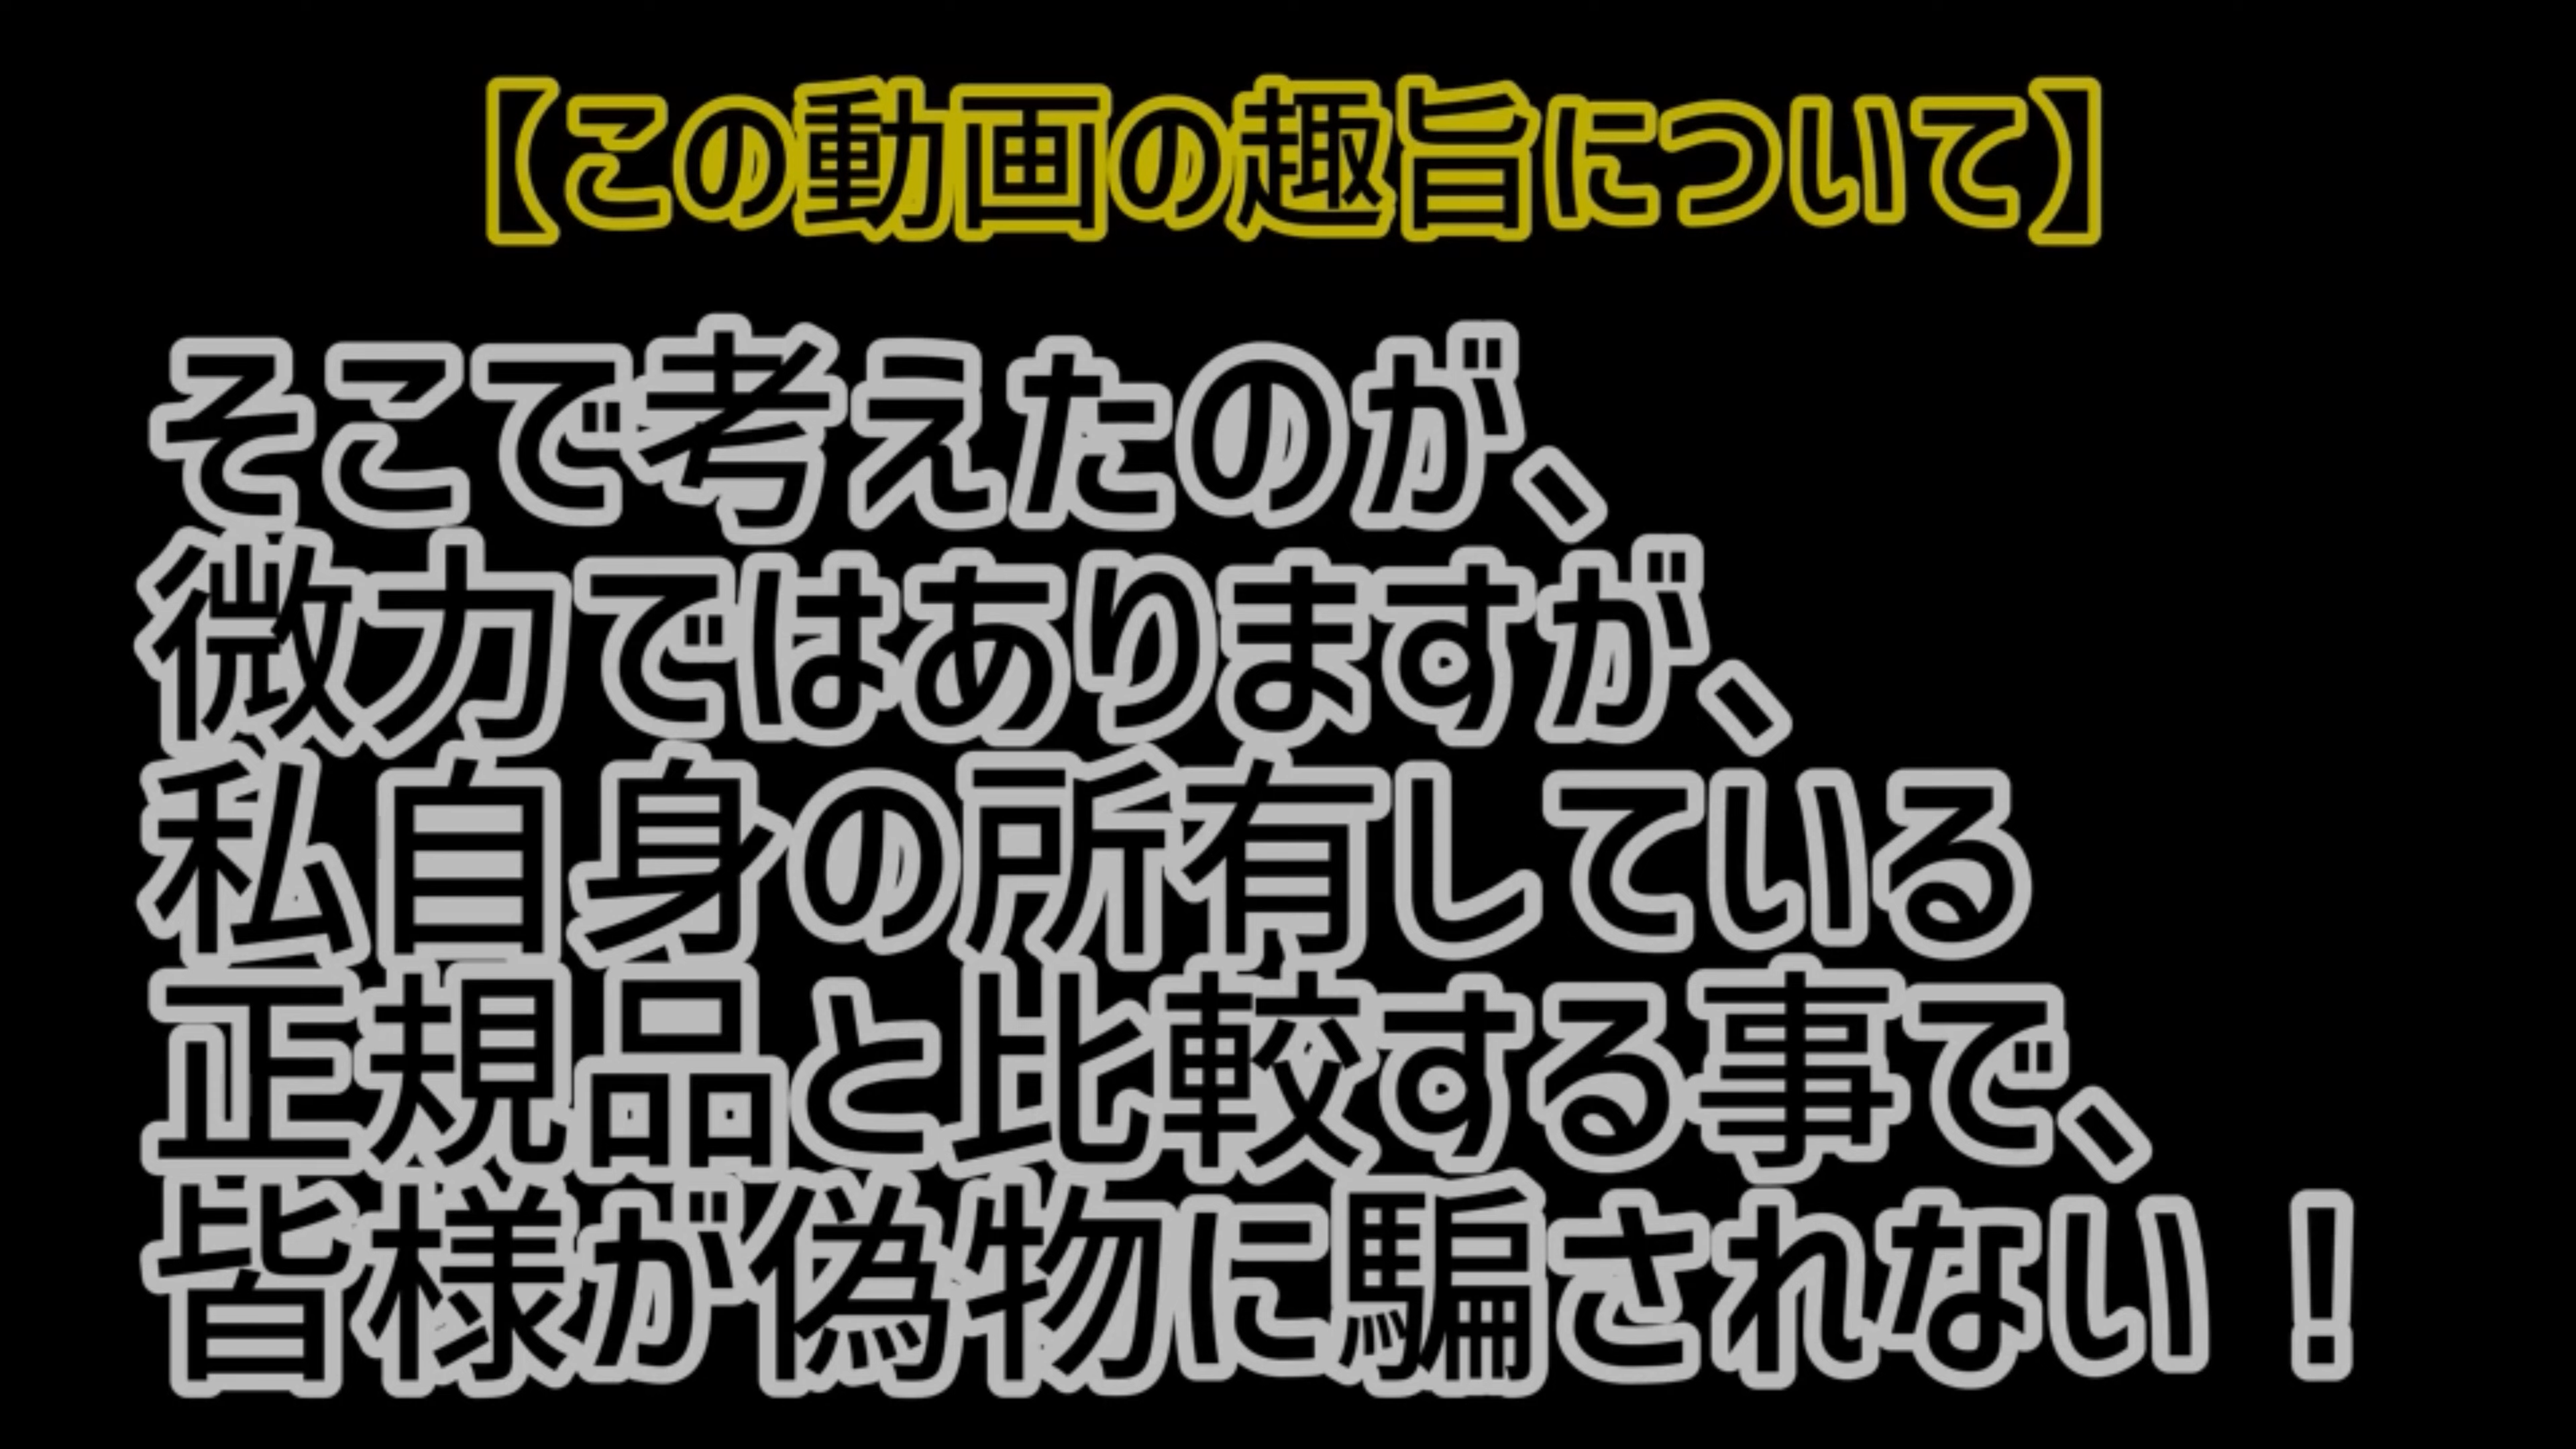 【この動画の趣旨について】
そこで考えたのが、
微力ではありますが、
私自身の所有している
正規品と比較する事で、
皆様が偽物に騙されない！